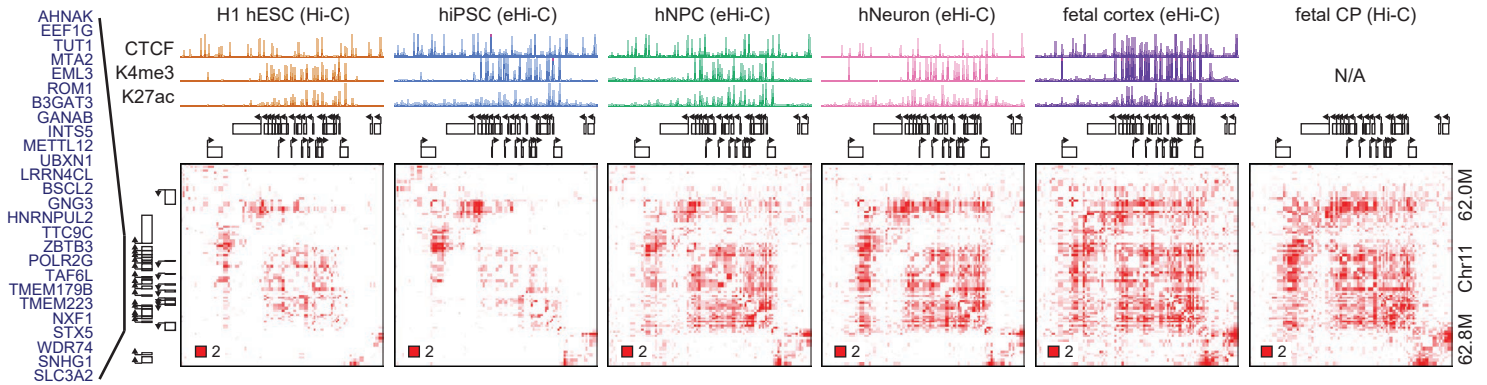 AHNAK
EEF1G
TUT1
MTA2
EML3
ROM1
B3GAT3
GANAB
INTS5
METTL12
UBXN1
LRRN4CL
BSCL2
GNG3
HNRNPUL2
TTC9C
ZBTB3
POLR2G
TAF6L
TMEM179B
TMEM223
NXF1
STX5
WDR74
SNHG1
SLC3A2
H1 hESC (Hi-C)
hiPSC (eHi-C)
hNPC (eHi-C)
hNeuron (eHi-C)
fetal cortex (eHi-C)
fetal CP (Hi-C)
CTCF
K4me3
K27ac
N/A
2
2
2
2
2
2
62.0M
Chr11
62.8M